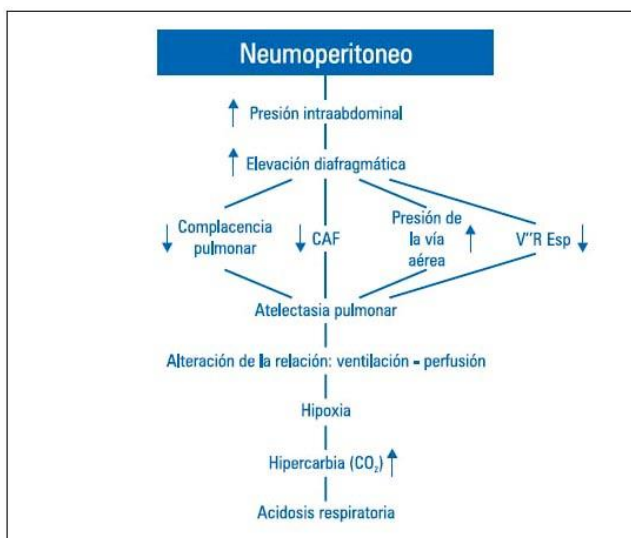 Neumoperitoneo
↑ Presión intraabdominal
↑ Elevación diafragmática
↓ Complacencia
pulmonar
↓ CAF
Presión de
la vía
aérea ↑
V"R Esp ↓
Atelectasia pulmonar
Alteración de la relación: ventilación - perfusión
Hipoxia
Hipercarbia (CO₂) ↑
Acidosis respiratoria